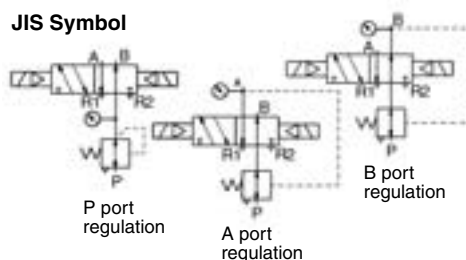 JIS Symbol
A B
R1 R2
P
P port
regulation
A
B
R1 R2
P
A port
regulation
B
A
R1 R2
P
B port
regulation